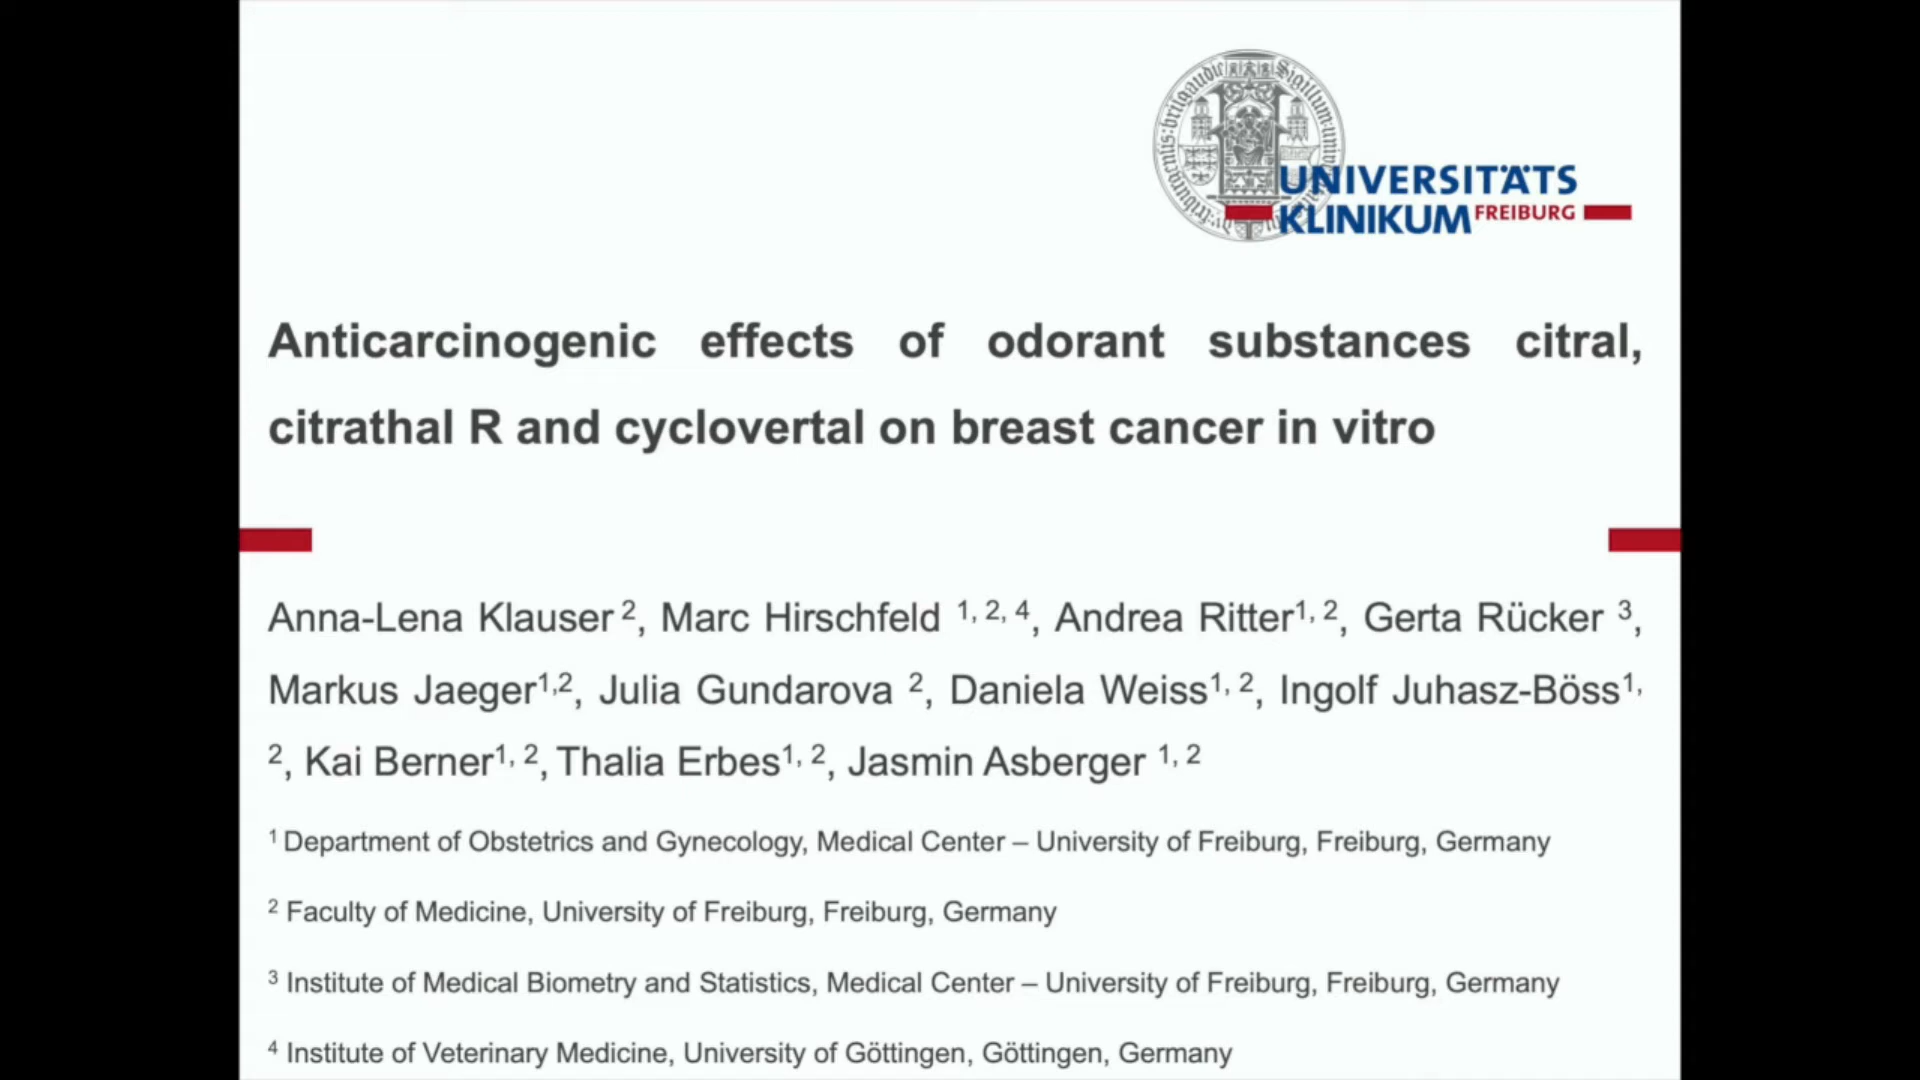 UNIVERSITÄTS
KLINIKUM FREIBURG
Anticarcinogenic effects of odorant substances citral,
citrathal R and cyclovertal on breast cancer in vitro
Anna-Lena Klauser ², Marc Hirschfeld ¹, ², ⁴, Andrea Ritter¹, ², Gerta Rücker ³,
Markus Jaeger¹,², Julia Gundarova ², Daniela Weiss¹, ², Ingolf Juhasz-Böss¹,
², Kai Berner¹, ², Thalia Erbes¹, ², Jasmin Asberger ¹, ²
¹ Department of Obstetrics and Gynecology, Medical Center – University of Freiburg, Freiburg, Germany
² Faculty of Medicine, University of Freiburg, Freiburg, Germany
³ Institute of Medical Biometry and Statistics, Medical Center – University of Freiburg, Freiburg, Germany
⁴ Institute of Veterinary Medicine, University of Göttingen, Göttingen, Germany